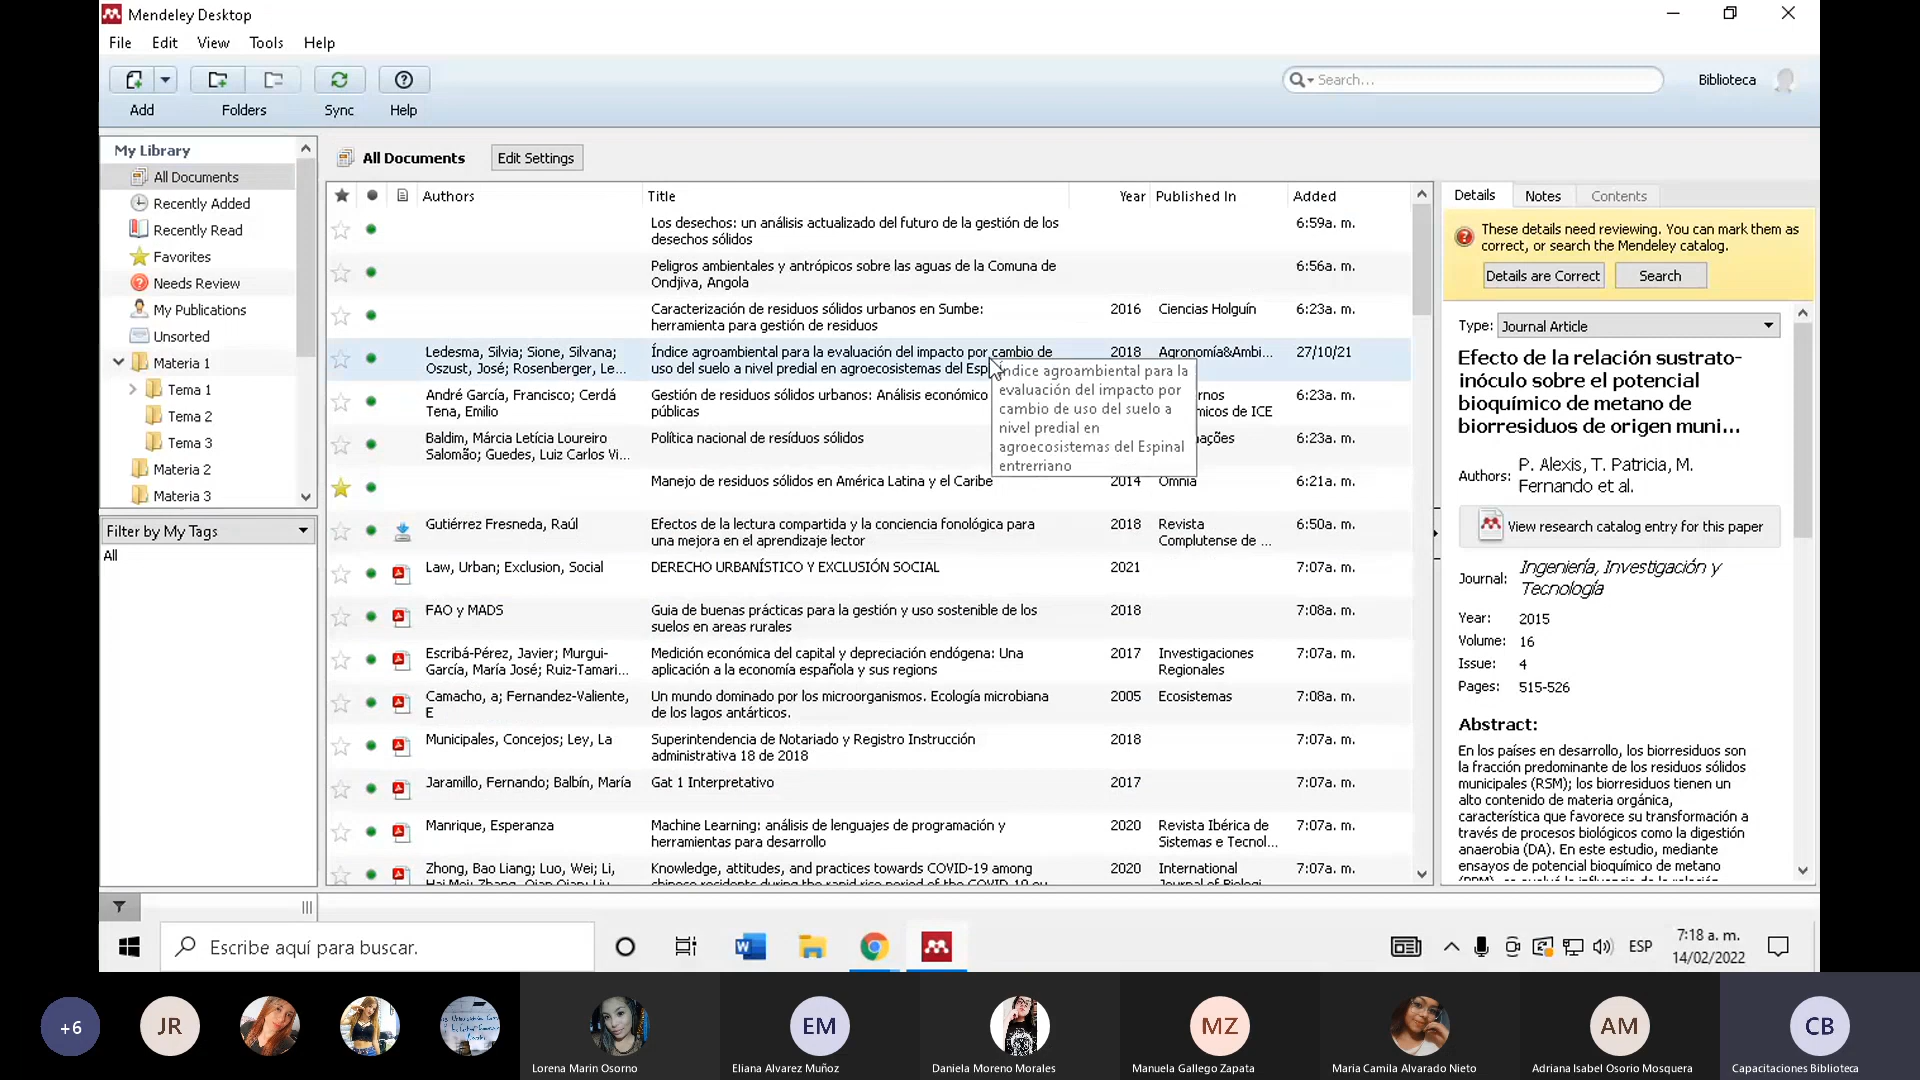 Mendeley Desktop
File Edit View Tools Help
Add Folders Sync Help
Search...
Biblioteca
My Library
All Documents
Recently Added
Recently Read
Favorites
Needs Review
My Publications
Unsorted
Materia 1
Tema 1
Tema 2
Tema 3
Materia 2
Materia 3
Filter by My Tags
All
All Documents Edit Settings
Authors Title Year Published In Added
Los desechos: un análisis actualizado del futuro de la gestión de los 6:59a. m.
desechos sólidos
Peligros ambientales y antrópicos sobre las aguas de la Comuna de 6:56a. m.
Ondjiva, Angola
Caracterización de residuos sólidos urbanos en Sumbe: 2016 Ciencias Holguín 6:23a. m.
herramienta para gestión de residuos
Ledesma, Silvia; Sione, Silvana; Índice agroambiental para la evaluación del impacto por cambio de 2018 Agronomía&Ambi... 27/10/21
Oszust, José; Rosenberger, Le... uso del suelo a nivel predial en agroecosistemas del
Índice agroambiental para la
evaluación del impacto por
cambio de uso del suelo a
nivel predial en
agroecosistemas del Espinal
entrerriano
André García, Francisco; Cerdá Gestión de residuos sólidos urbanos: Análisis económico 6:23a. m.
Tena, Emilio públicas de ICE
Baldim, Márcia Letícia Loureiro Política nacional de resíduos sólidos 6:23a. m.
Salomão; Guedes, Luiz Carlos Vi...
Manejo de residuos sólidos en América Latina y el Caribe 2014 Omnia 6:21a. m.
Gutiérrez Fresneda, Raúl Efectos de la lectura compartida y la conciencia fonológica para 2018 Revista 6:50a. m.
una mejora en el aprendizaje lector Complutense de ...
Law, Urban; Exclusion, Social DERECHO URBANÍSTICO Y EXCLUSIÓN SOCIAL 2021 7:07a. m.
FAO y MADS Guia de buenas prácticas para la gestión y uso sostenible de los 2018 7:08a. m.
suelos en areas rurales
Escribá-Pérez, Javier; Murgui- Medición económica del capital y depreciación endógena: Una 2017 Investigaciones 7:07a. m.
García, María José; Ruiz-Tamari... aplicación a la economía española y sus regions Regionales
Camacho, a; Fernandez-Valiente, Un mundo dominado por los microorganismos. Ecología microbiana 2005 Ecosistemas 7:08a. m.
E de los lagos antárticos.
Municipales, Concejos; Ley, La Superintendencia de Notariado y Registro Instrucción 2018 7:07a. m.
administrativa 18 de 2018
Jaramillo, Fernando; Balbín, María Gat 1 Interpretativo 2017 7:07a. m.
Manrique, Esperanza Machine Learning: análisis de lenguajes de programación y 2020 Revista Ibérica de 7:07a. m.
herramientas para desarrollo Sistemas e Tecnol...
Zhong, Bao Liang; Luo, Wei; Li, Knowledge, attitudes, and practices towards COVID-19 among 2020 International 7:07a. m.
Details Notes Contents
These details need reviewing. You can mark them as
correct, or search the Mendeley catalog.
Details are Correct Search
Type: Journal Article
Efecto de la relación sustrato-
inóculo sobre el potencial
bioquímico de metano de
biorresiduos de origen muni...
Authors: P. Alexis, T. Patricia, M.
Fernando et al.
View research catalog entry for this paper
Journal: Ingeniería, Investigación y
Tecnología
Year: 2015
Volume: 16
Issue: 4
Pages: 515-526
Abstract:
En los países en desarrollo, los biorresiduos son
la fracción predominante de los residuos sólidos
municipales (RSM); los biorresiduos tienen un
alto contenido de materia orgánica,
característica que favorece su transformación a
través de procesos biológicos como la digestión
anaerobia (DA). En este estudio, mediante
ensayos de potencial bioquímico de metano
Escribe aquí para buscar.
ESP
7:18 a. m.
14/02/2022
+6
JR
EM
MZ
AM
CB
Lorena Marin Osorno
Eliana Alvarez Muñoz
Daniela Moreno Morales
Manuela Gallego Zapata
Maria Camila Alvarado Nieto
Adriana Isabel Osorio Mosquera
Capacitaciones Biblioteca